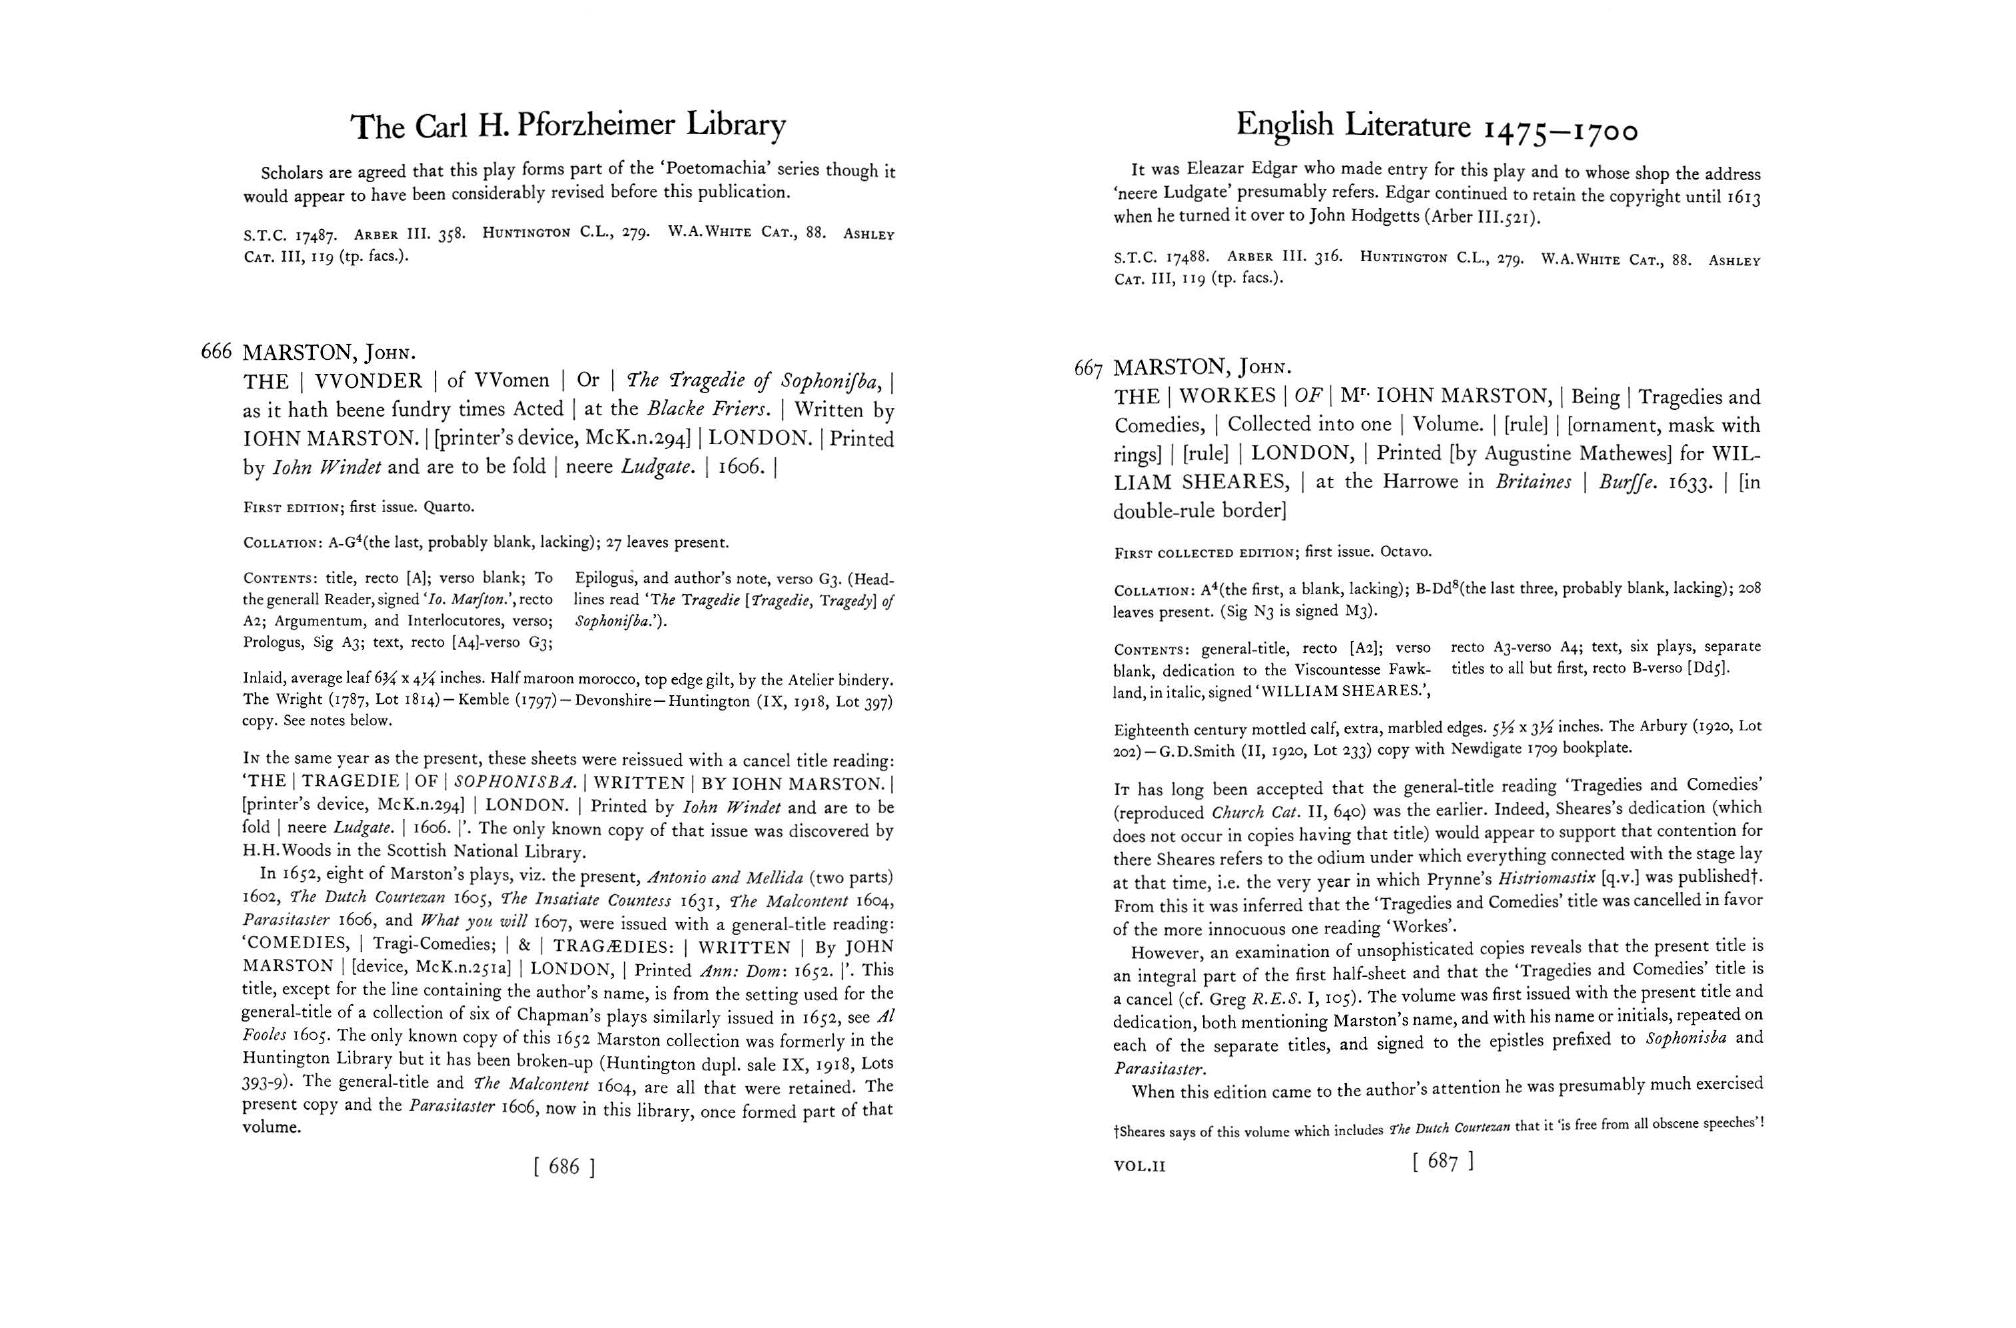 The Carl H. Pforzheimer Library
Scholars are agreed that this play forms part of the ‘Poetomachia’ series though it
would appear to have been considerably revised before this publication.
S.T.C. 17487. Arber III. 358. Huntington C.L., 279. W.A.White Cat., 88. Ashley
Cat. III, 119 (tp. facs.).
666 MARSTON, John.
THE | VVONDER | of VVomen | Or | The Tragedie of Sophoniſba, |
as it hath beene ſundry times Acted | at the Blacke Friers. | Written by
IOHN MARSTON. | [printer’s device, McK.n.294] | LONDON. | Printed
by Iohn Windet and are to be ſold | neere Ludgate. | 1606. |
First edition; first issue. Quarto.
Collation: A-G⁴(the last, probably blank, lacking); 27 leaves present.
Contents: title, recto [A]; verso blank; To
the generall Reader, signed ‘Io. Marſton.’, recto
A2; Argumentum, and Interlocutores, verso;
Prologus, Sig A3; text, recto [A4]-verso G3;
Epilogus, and author’s note, verso G3. (Head-
lines read ‘The Tragedie [Tragedie, Tragedy] of
Sophoniſba.’).
Inlaid, average leaf 6¾ x 4¼ inches. Half maroon morocco, top edge gilt, by the Atelier bindery.
The Wright (1787, Lot 1814)—Kemble (1797)—Devonshire—Huntington (IX, 1918, Lot 397)
copy. See notes below.
In the same year as the present, these sheets were reissued with a cancel title reading:
‘THE | TRAGEDIE | OF | SOPHONISBA. | WRITTEN | BY IOHN MARSTON. |
[printer’s device, McK.n.294] | LONDON. | Printed by Iohn Windet and are to be
ſold | neere Ludgate. | 1606. |’. The only known copy of that issue was discovered by
H.H.Woods in the Scottish National Library.
In 1652, eight of Marston’s plays, viz. the present, Antonio and Mellida (two parts)
1602, The Dutch Courtezan 1605, The Insatiate Countess 1631, The Malcontent 1604,
Parasitaster 1606, and What you will 1607, were issued with a general-title reading:
‘COMEDIES, | Tragi-Comedies; | & | TRAGÆDIES: | WRITTEN | By JOHN
MARSTON | [device, McK.n.251a] | LONDON, | Printed Ann: Dom: 1652. |’. This
title, except for the line containing the author’s name, is from the setting used for the
general-title of a collection of six of Chapman’s plays similarly issued in 1652, see Al
Fooles 1605. The only known copy of this 1652 Marston collection was formerly in the
Huntington Library but it has been broken-up (Huntington dupl. sale IX, 1918, Lots
393-9). The general-title and The Malcontent 1604, are all that were retained. The
present copy and the Parasitaster 1606, now in this library, once formed part of that
volume.
[ 686 ]
English Literature 1475—1700
It was Eleazar Edgar who made entry for this play and to whose shop the address
‘neere Ludgate’ presumably refers. Edgar continued to retain the copyright until 1613
when he turned it over to John Hodgetts (Arber III.521).
S.T.C. 17488. Arber III. 316. Huntington C.L., 279. W.A.White Cat., 88. Ashley
Cat. III, 119 (tp. facs.).
667 MARSTON, John.
THE | WORKES | OF | Mr. IOHN MARSTON, | Being | Tragedies and
Comedies, | Collected into one | Volume. | [rule] | [ornament, mask with
rings] | [rule] | LONDON, | Printed [by Augustine Mathewes] for WIL-
LIAM SHEARES, | at the Harrowe in Britaines | Burſſe. 1633. | [in
double-rule border]
First collected edition; first issue. Octavo.
Collation: A⁴(the first, a blank, lacking); B-Dd⁸(the last three, probably blank, lacking); 208
leaves present. (Sig N3 is signed M3).
Contents: general-title, recto [A2]; verso
blank, dedication to the Viscountesse Fawk-
land, in italic, signed ‘WILLIAM SHEARES.’,
recto A3-verso A4; text, six plays, separate
titles to all but first, recto B-verso [Dd5].
Eighteenth century mottled calf, extra, marbled edges. 5½ x 3½ inches. The Arbury (1920, Lot
202)—G.D.Smith (II, 1920, Lot 233) copy with Newdigate 1709 bookplate.
It has long been accepted that the general-title reading ‘Tragedies and Comedies’
(reproduced Church Cat. II, 640) was the earlier. Indeed, Sheares’s dedication (which
does not occur in copies having that title) would appear to support that contention for
there Sheares refers to the odium under which everything connected with the stage lay
at that time, i.e. the very year in which Prynne’s Histriomastix [q.v.] was published†.
From this it was inferred that the ‘Tragedies and Comedies’ title was cancelled in favor
of the more innocuous one reading ‘Workes’.
However, an examination of unsophisticated copies reveals that the present title is
an integral part of the first half-sheet and that the ‘Tragedies and Comedies’ title is
a cancel (cf. Greg R.E.S. I, 105). The volume was first issued with the present title and
dedication, both mentioning Marston’s name, and with his name or initials, repeated on
each of the separate titles, and signed to the epistles prefixed to Sophonisba and
Parasitaster.
When this edition came to the author’s attention he was presumably much exercised
†Sheares says of this volume which includes The Dutch Courtezan that it ‘is free from all obscene speeches’!
VOL.II
[ 687 ]